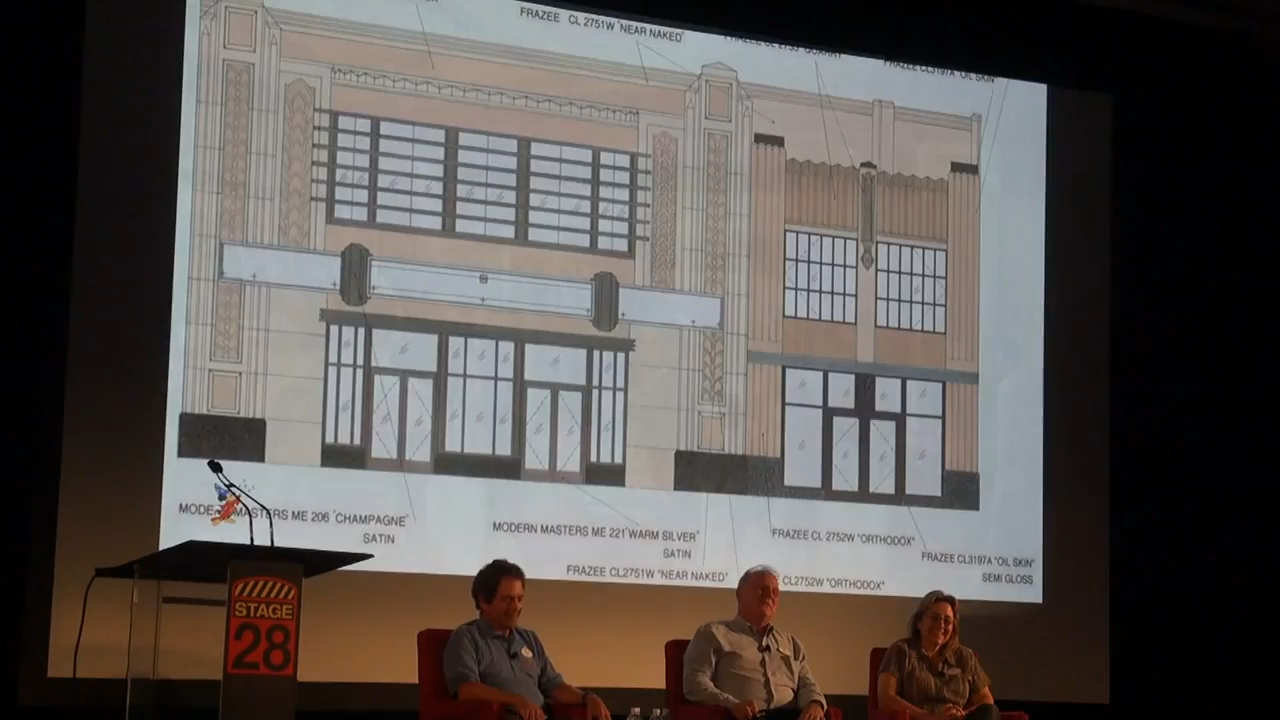 FRAZEE CL 2751W "NEAR NAKED"
FRAZEE CL3197A "OIL SKIN"
MODERN MASTERS ME 206 "CHAMPAGNE"
SATIN
MODERN MASTERS ME 221"WARM SILVER"
SATIN
FRAZEE CL 2752W "ORTHODOX"
FRAZEE CL3197A "OIL SKIN"
SEMI GLOSS
FRAZEE CL2751W "NEAR NAKED"
CL2752W "ORTHODOX"
STAGE
28